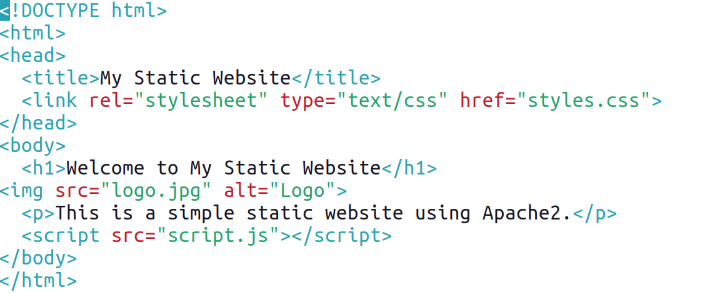 <!DOCTYPE html>
<html>
<head>
  <title>My Static Website</title>
  <link rel="stylesheet" type="text/css" href="styles.css">
</head>
<body>
  <h1>Welcome to My Static Website</h1>
<img src="logo.jpg" alt="Logo">
  <p>This is a simple static website using Apache2.</p>
  <script src="script.js"></script>
</body>
</html>